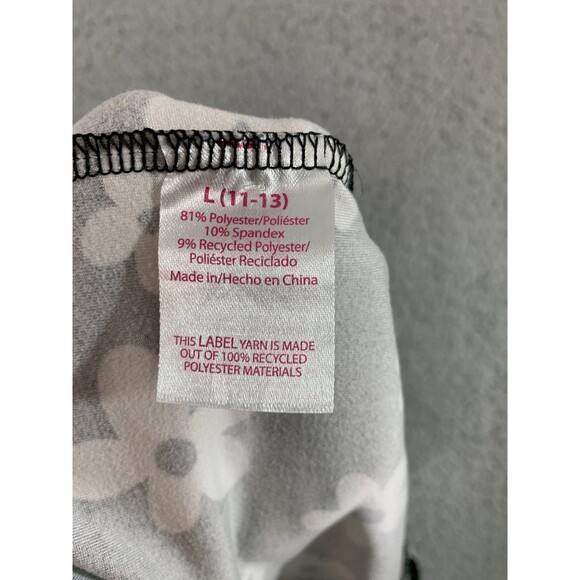 L (11-13)
81% Polyester/Poliéster
10% Spandex
9% Recycled Polyester/
Poliéster Reciclado
Made in/Hecho en China
THIS LABEL YARN IS MADE
OUT OF 100% RECYCLED
POLYESTER MATERIALS